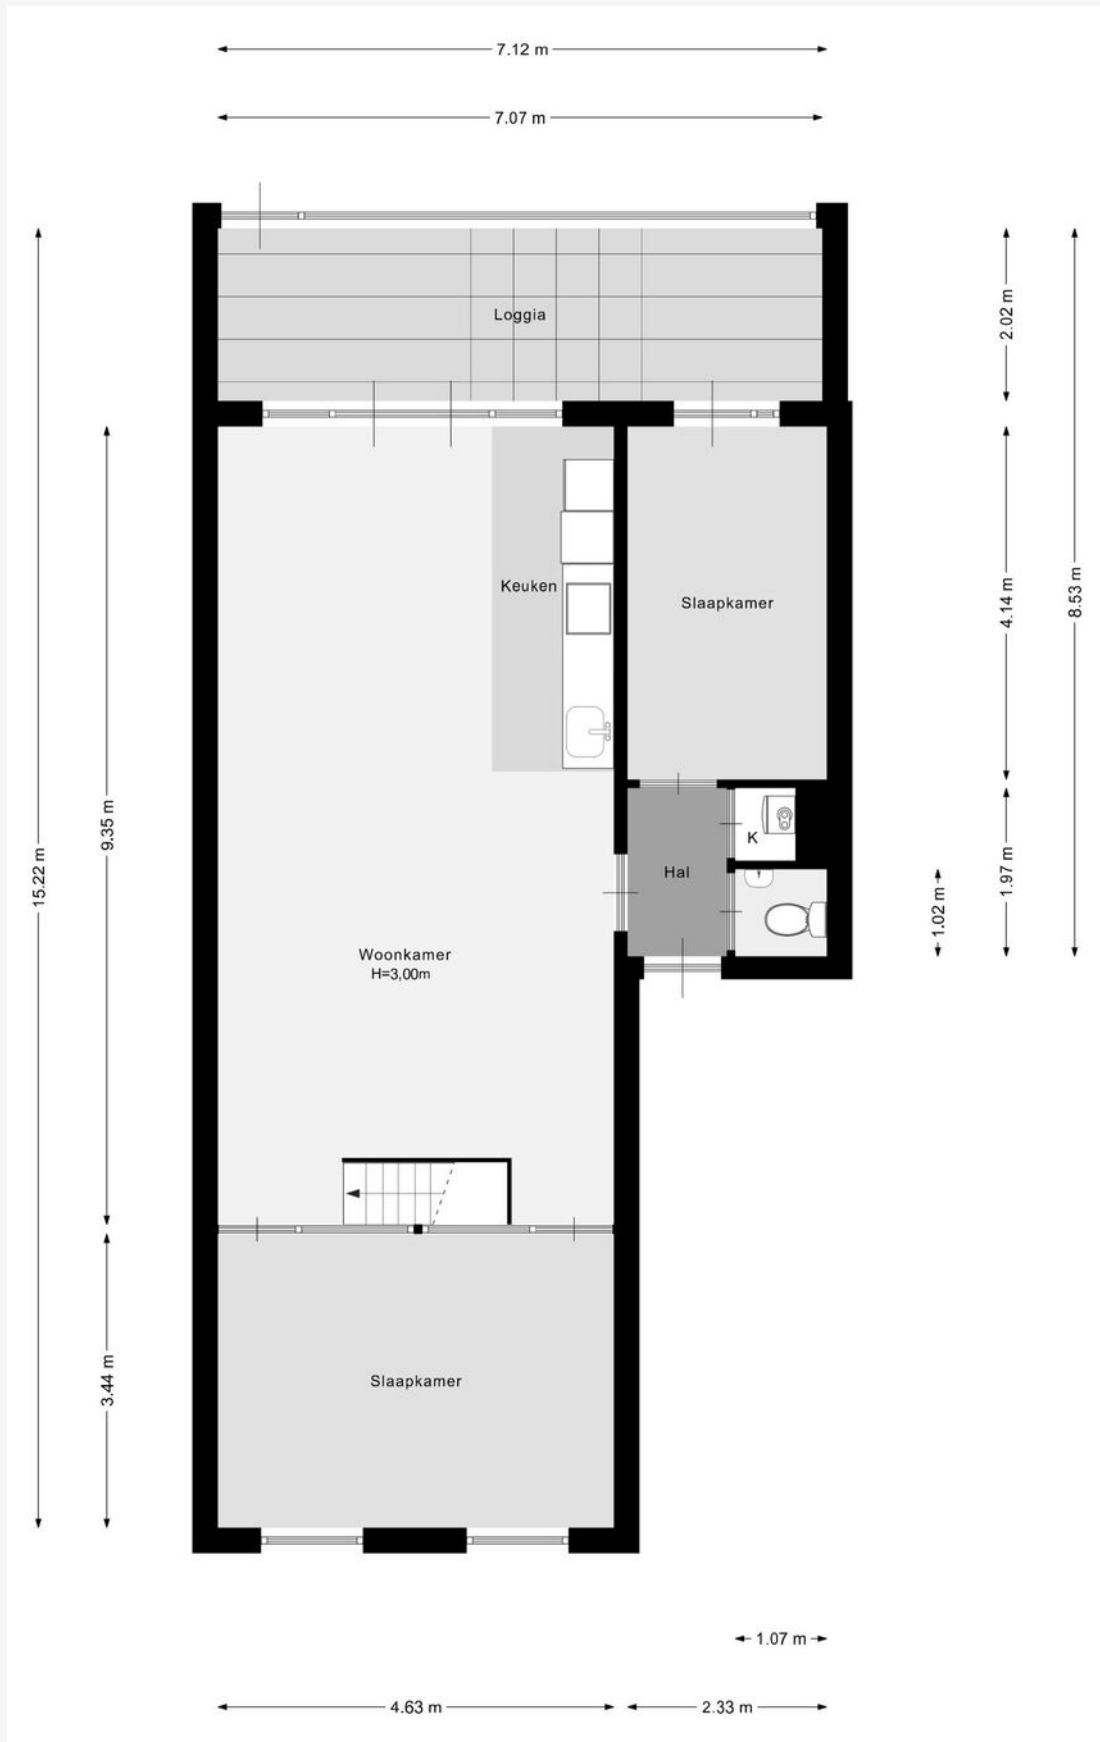 7.12 m
7.07 m
Loggia
2.02 m
Keuken
Slaapkamer
4.14 m
8.53 m
9.35 m
15.22 m
K
Hal
1.97 m
1.02 m
Woonkamer
H=3,00m
3.44 m
Slaapkamer
1.07 m
4.63 m
2.33 m